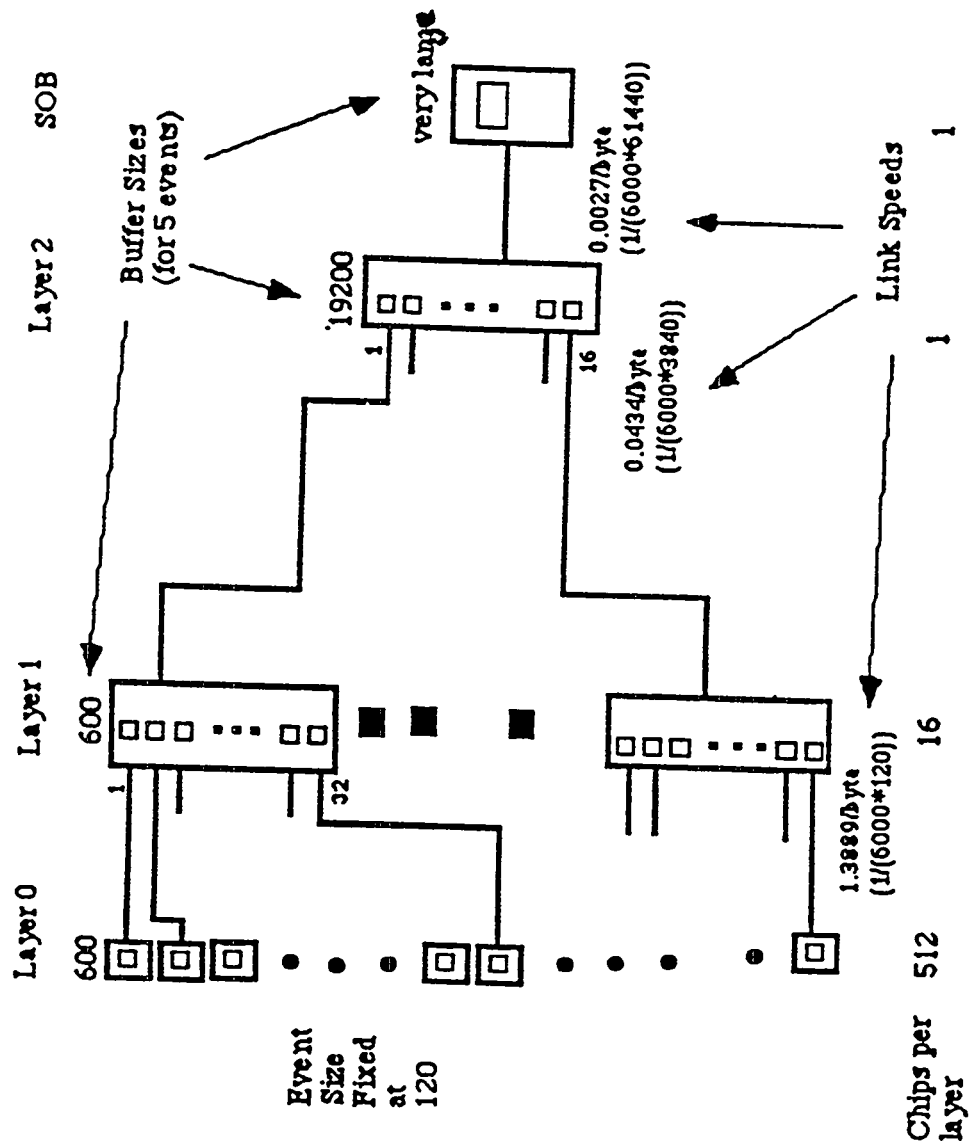 Layer 0
Layer 1
Layer 2
SOB
Buffer Sizes
(for 5 events)
600
600
19200
very large
1
32
1
16
Event
Size
Fixed
at
120
1.3889/byte
(1/(6000*120))
0.0434/byte
(1/(6000*3840))
0.0027/byte
(1/(6000*61440))
Link Speeds
Chips per
layer
512
16
1
1